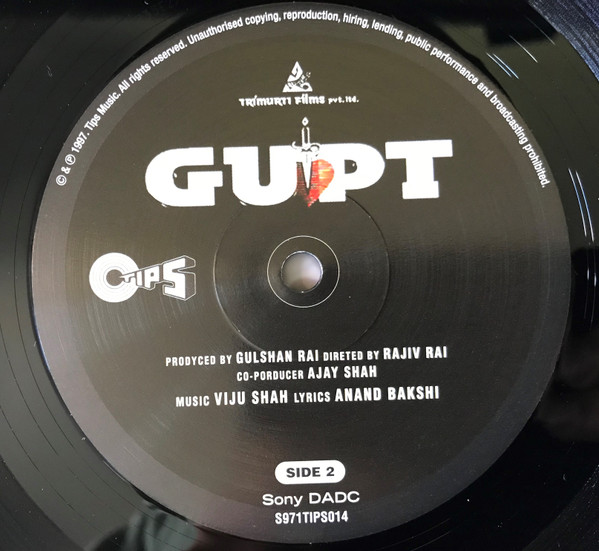 © & ℗ 1997. Tips Music. All rights reserved. Unauthorised copying, reproduction, hiring, lending, public performance and broadcasting prohibited.
TRIMURTI Films PVT. ltd.
GUPT
TIPS
PRODYCED BY GULSHAN RAI DIRETED BY RAJIV RAI
CO-PORDUCER AJAY SHAH
MUSIC VIJU SHAH LYRICS ANAND BAKSHI
SIDE 2
Sony DADC
S971TIPS014